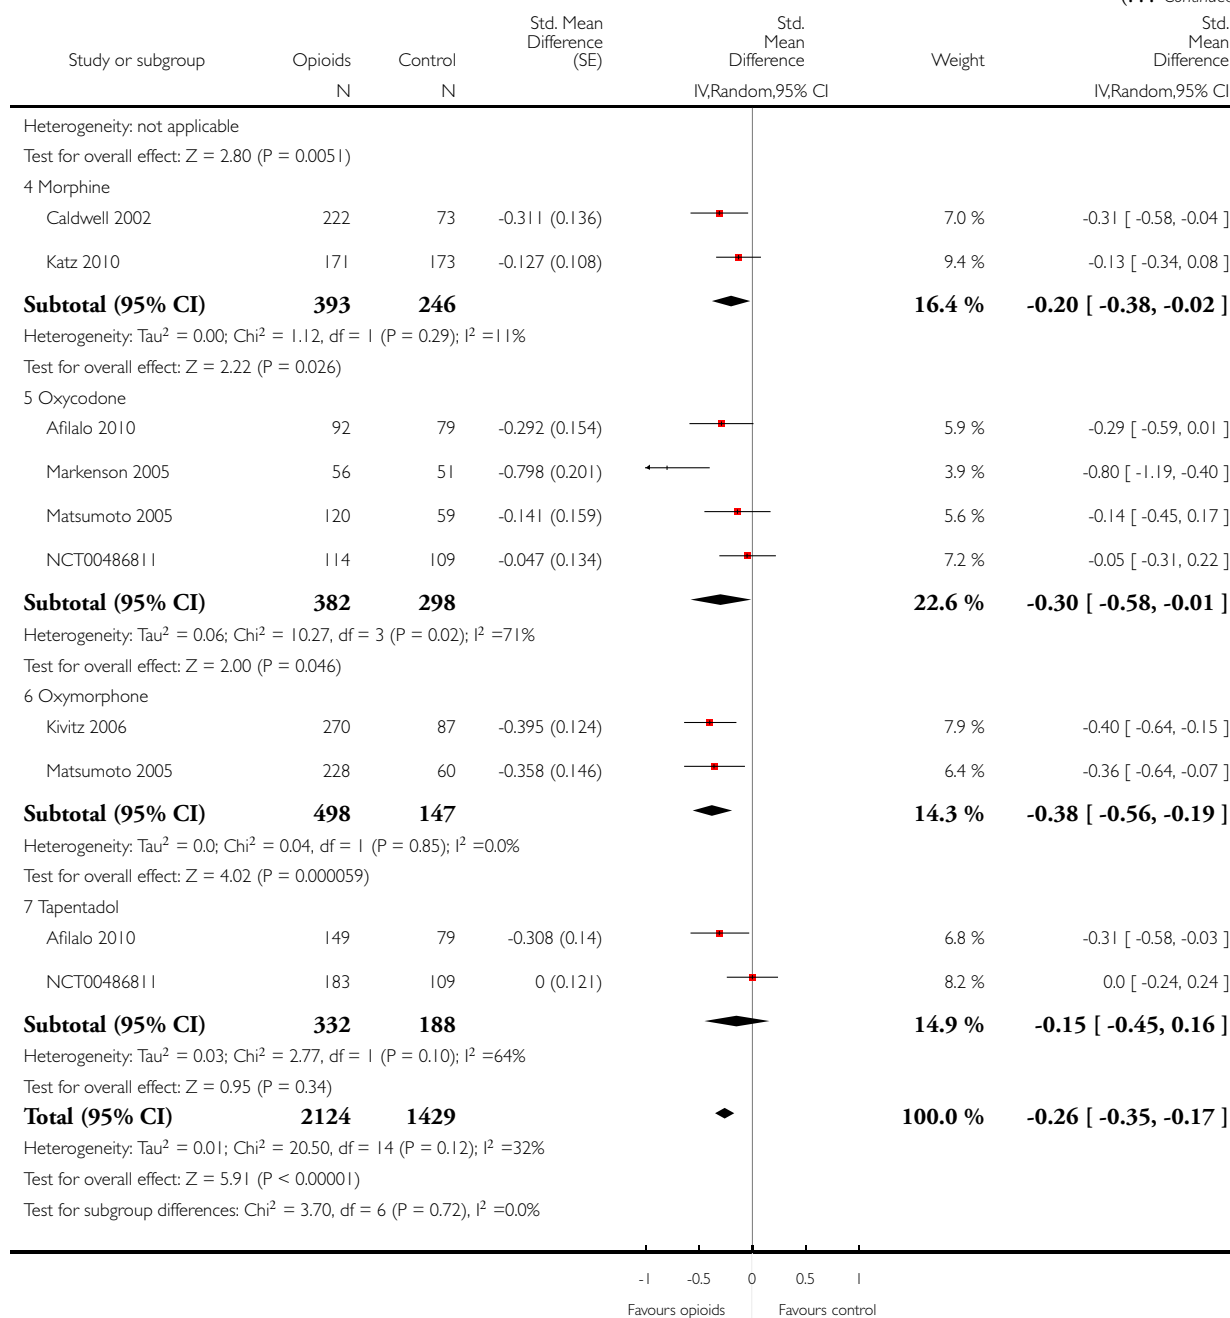 Std. Mean Difference (SE) Std. Mean Difference Std. Mean Difference
Study or subgroup Opioids Control Weight
N N IV,Random,95% CI IV,Random,95% CI
Heterogeneity: not applicable
Test for overall effect: Z = 2.80 (P = 0.0051)
4 Morphine
Caldwell 2002 222 73 -0.311 (0.136) 7.0 % -0.31 [ -0.58, -0.04 ]
Katz 2010 171 173 -0.127 (0.108) 9.4 % -0.13 [ -0.34, 0.08 ]
Subtotal (95% CI) 393 246 16.4 % -0.20 [ -0.38, -0.02 ]
Heterogeneity: Tau² = 0.00; Chi² = 1.12, df = 1 (P = 0.29); I² =11%
Test for overall effect: Z = 2.22 (P = 0.026)
5 Oxycodone
Afilalo 2010 92 79 -0.292 (0.154) 5.9 % -0.29 [ -0.59, 0.01 ]
Markenson 2005 56 51 -0.798 (0.201) 3.9 % -0.80 [ -1.19, -0.40 ]
Matsumoto 2005 120 59 -0.141 (0.159) 5.6 % -0.14 [ -0.45, 0.17 ]
NCT00486811 114 109 -0.047 (0.134) 7.2 % -0.05 [ -0.31, 0.22 ]
Subtotal (95% CI) 382 298 22.6 % -0.30 [ -0.58, -0.01 ]
Heterogeneity: Tau² = 0.06; Chi² = 10.27, df = 3 (P = 0.02); I² =71%
Test for overall effect: Z = 2.00 (P = 0.046)
6 Oxymorphone
Kivitz 2006 270 87 -0.395 (0.124) 7.9 % -0.40 [ -0.64, -0.15 ]
Matsumoto 2005 228 60 -0.358 (0.146) 6.4 % -0.36 [ -0.64, -0.07 ]
Subtotal (95% CI) 498 147 14.3 % -0.38 [ -0.56, -0.19 ]
Heterogeneity: Tau² = 0.0; Chi² = 0.04, df = 1 (P = 0.85); I² =0.0%
Test for overall effect: Z = 4.02 (P = 0.000059)
7 Tapentadol
Afilalo 2010 149 79 -0.308 (0.14) 6.8 % -0.31 [ -0.58, -0.03 ]
NCT00486811 183 109 0 (0.121) 8.2 % 0.0 [ -0.24, 0.24 ]
Subtotal (95% CI) 332 188 14.9 % -0.15 [ -0.45, 0.16 ]
Heterogeneity: Tau² = 0.03; Chi² = 2.77, df = 1 (P = 0.10); I² =64%
Test for overall effect: Z = 0.95 (P = 0.34)
Total (95% CI) 2124 1429 100.0 % -0.26 [ -0.35, -0.17 ]
Heterogeneity: Tau² = 0.01; Chi² = 20.50, df = 14 (P = 0.12); I² =32%
Test for overall effect: Z = 5.91 (P < 0.00001)
Test for subgroup differences: Chi² = 3.70, df = 6 (P = 0.72), I² =0.0%
-1 -0.5 0 0.5 1
Favours opioids Favours control